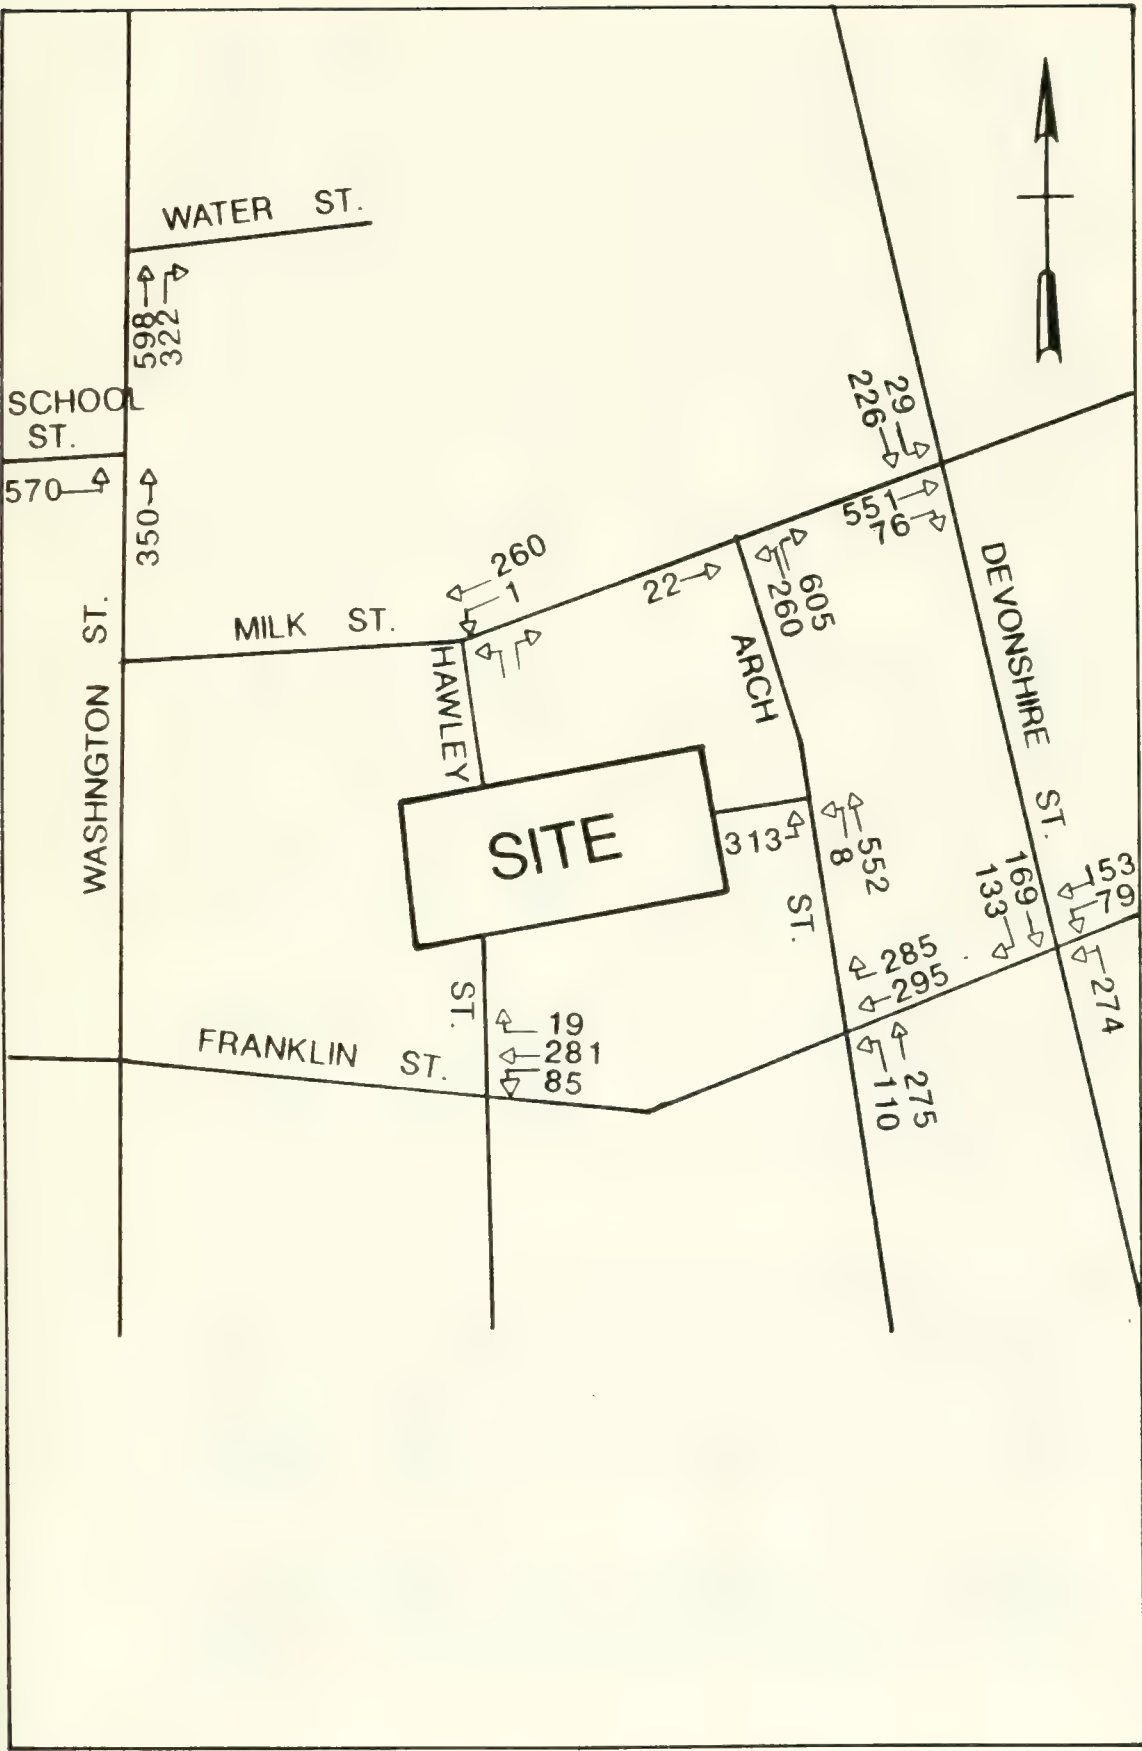 WATER ST.
598
322
SCHOOL
ST.
570
350
29
226
551
76
260
1
22
605
260
MILK ST.
HAWLEY
ST.
ARCH
ST.
DEVONSHIRE ST.
WASHNGTON ST.
SITE
313
552
8
169
133
153
79
274
285
295
19
281
85
275
110
FRANKLIN ST.